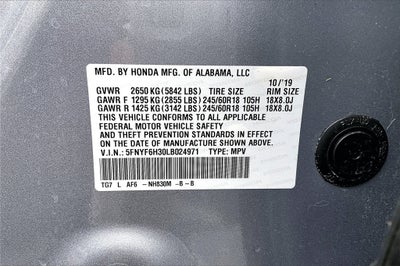 MFD. BY HONDA MFG. OF ALABAMA, LLC 10/'19
GVWR 2650 KG (5842 LBS) TIRE SIZE RIM SIZE
GAWR F 1295 KG (2855 LBS) 245/60R18 105H 18X8.0J
GAWR R 1425 KG (3142 LBS) 245/60R18 105H 18X8.0J
THIS VEHICLE CONFORMS TO ALL APPLICABLE
FEDERAL MOTOR VEHICLE SAFETY, BUMPER,
AND THEFT PREVENTION STANDARDS IN EFFECT
ON THE DATE OF MANUFACTURE SHOWN ABOVE.
V.I.N.: 5FNYF6H30LB024971 TYPE: MPV
TG7 L AF6 -NH830M -B -B